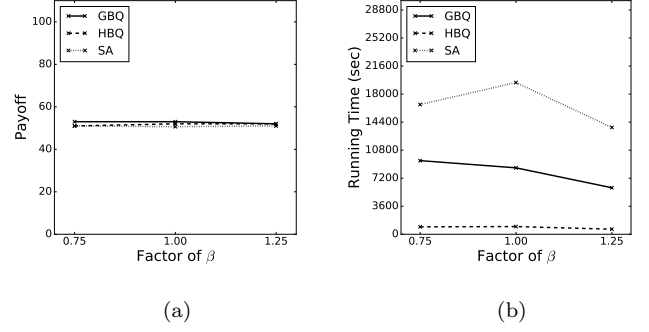 GBQ
HBQ
SA
100
80
60
40
20
0
Payoff
0.75 1.00 1.25
Factor of β
(a)
GBQ
HBQ
SA
28800
25200
21600
18000
14400
10800
7200
3600
0
Running Time (sec)
0.75 1.00 1.25
Factor of β
(b)